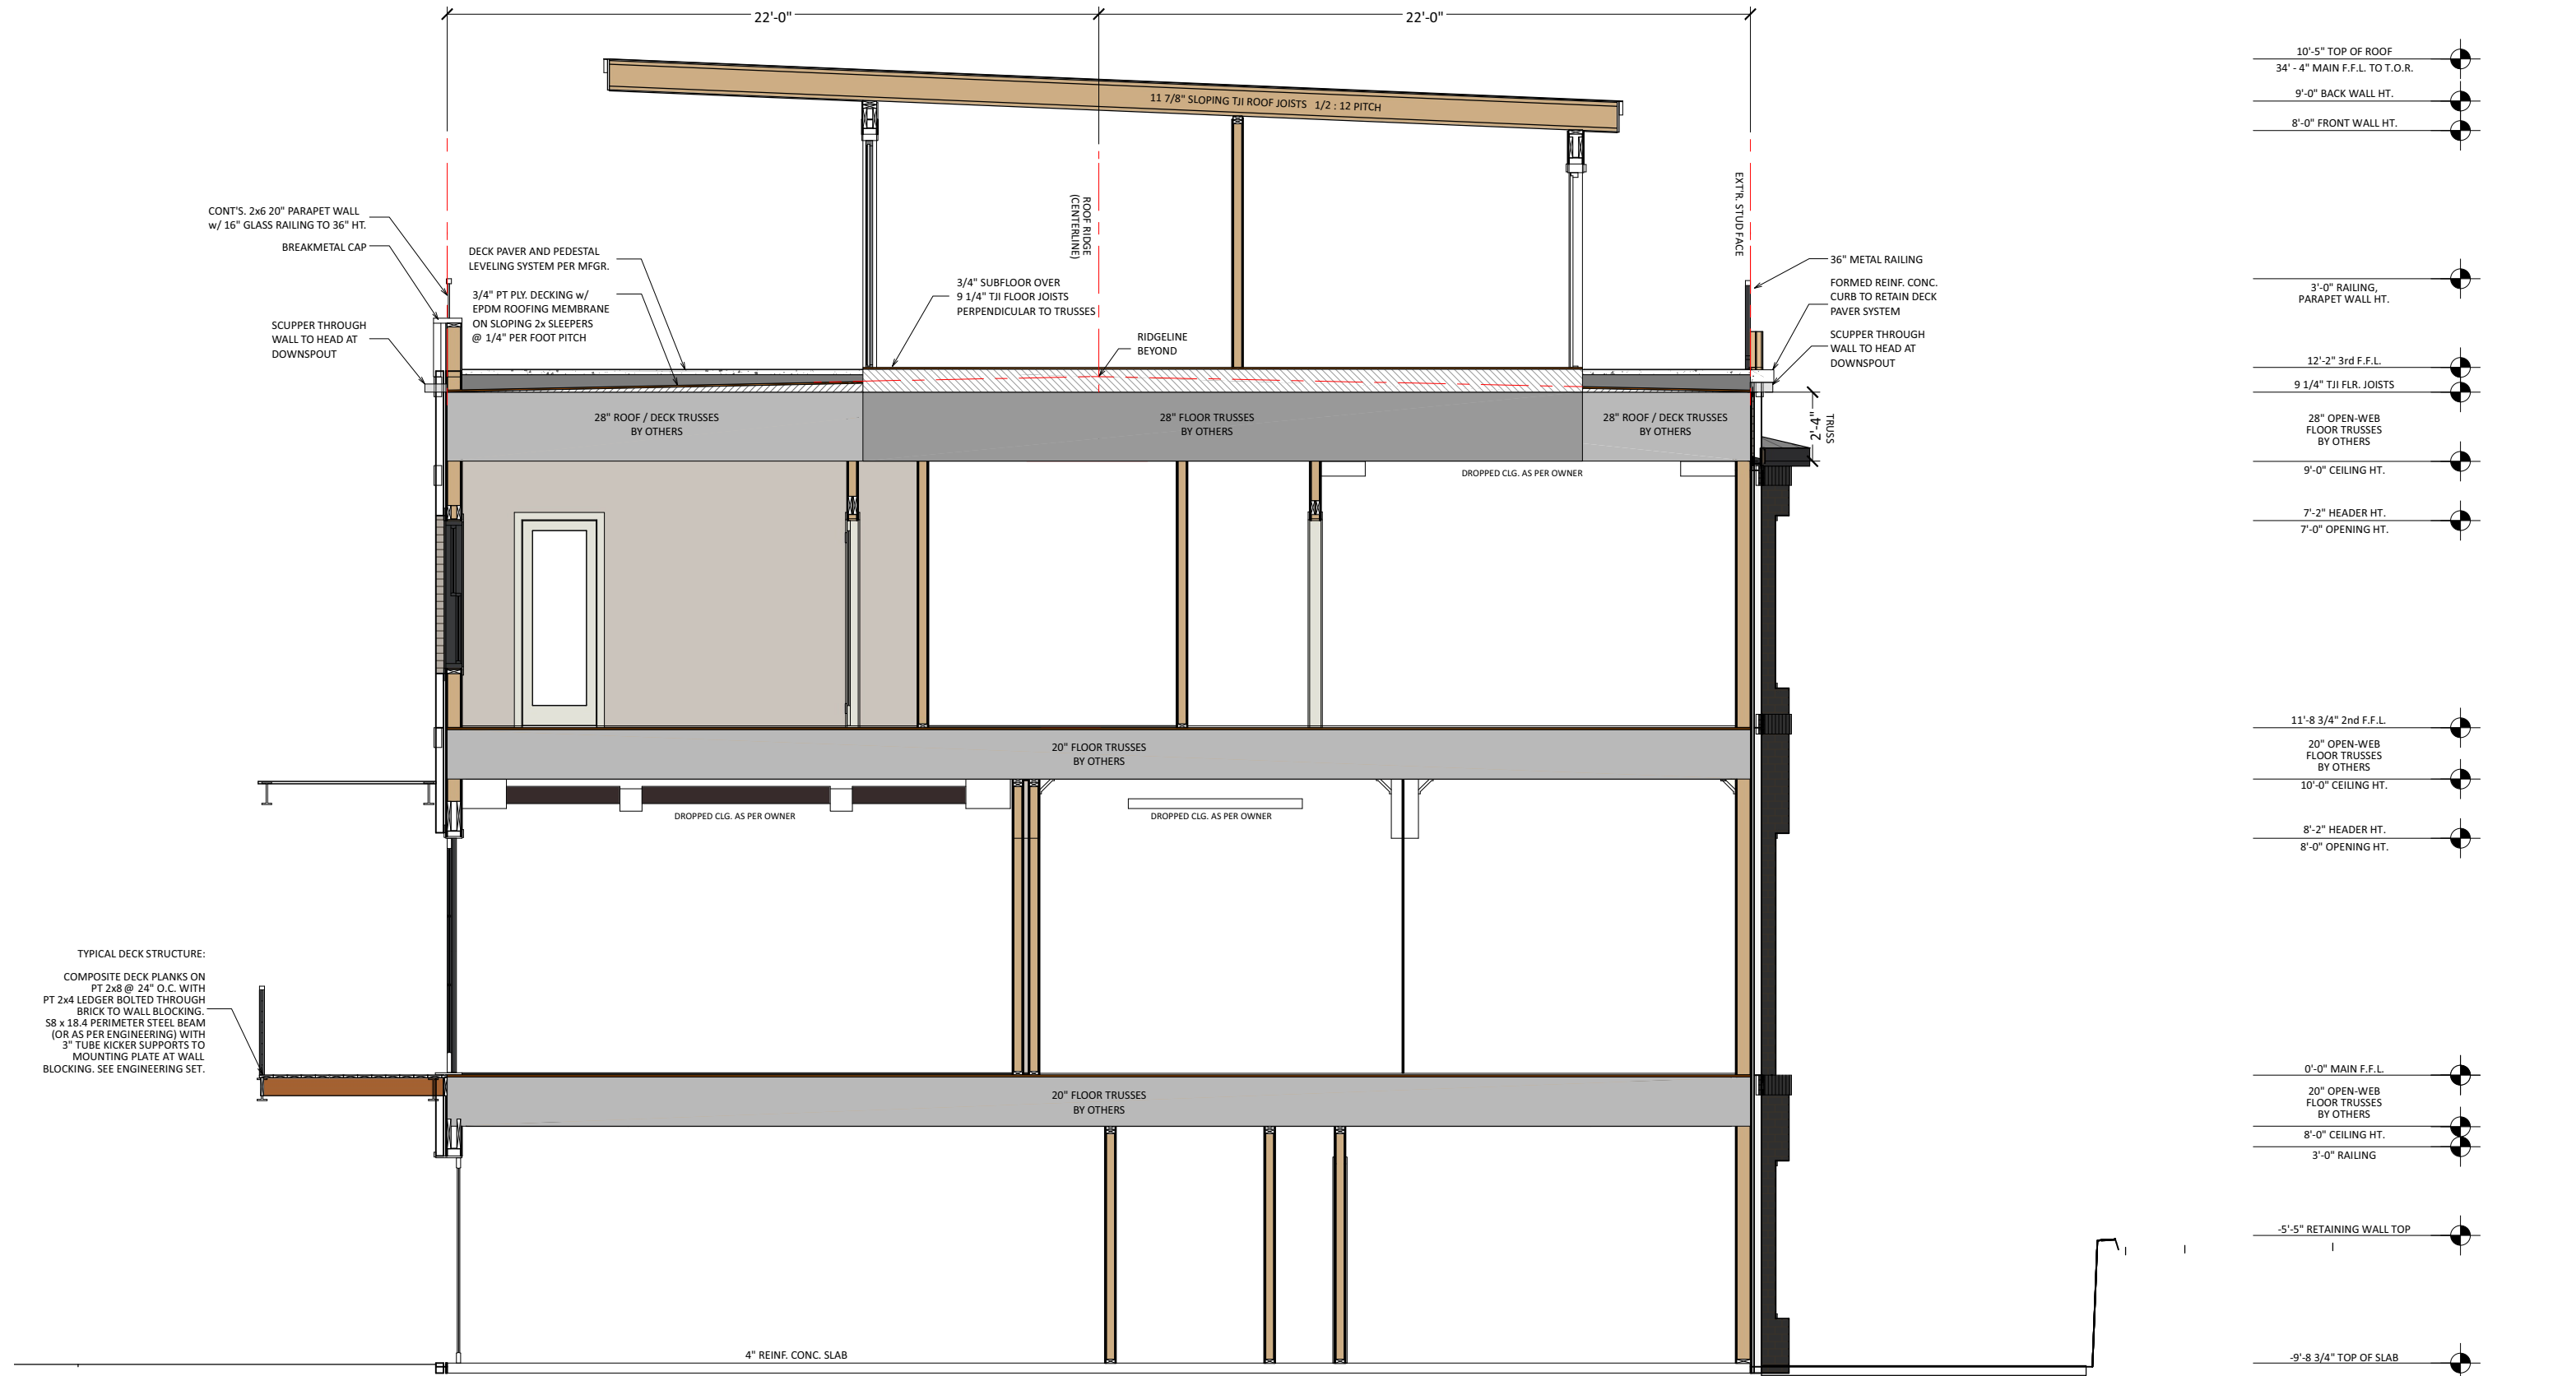 22'-0"
22'-0"
11 7/8" SLOPING TJI ROOF JOISTS 1/2 : 12 PITCH
ROOF RIDGE
(CENTERLINE)
EXT'R. STUD FACE
CONT'S. 2x6 20" PARAPET WALL
w/ 16" GLASS RAILING TO 36" HT.
BREAKMETAL CAP
SCUPPER THROUGH
WALL TO HEAD AT
DOWNSPOUT
DECK PAVER AND PEDESTAL
LEVELING SYSTEM PER MFGR.
3/4" PT PLY. DECKING w/
EPDM ROOFING MEMBRANE
ON SLOPING 2x SLEEPERS
@ 1/4" PER FOOT PITCH
3/4" SUBFLOOR OVER
9 1/4" TJI FLOOR JOISTS
PERPENDICULAR TO TRUSSES
RIDGELINE
BEYOND
36" METAL RAILING
FORMED REINF. CONC.
CURB TO RETAIN DECK
PAVER SYSTEM
SCUPPER THROUGH
WALL TO HEAD AT
DOWNSPOUT
28" ROOF / DECK TRUSSES
BY OTHERS
28" FLOOR TRUSSES
BY OTHERS
28" ROOF / DECK TRUSSES
BY OTHERS
2'-4"
TRUSS
DROPPED CLG. AS PER OWNER
20" FLOOR TRUSSES
BY OTHERS
DROPPED CLG. AS PER OWNER
DROPPED CLG. AS PER OWNER
TYPICAL DECK STRUCTURE:
COMPOSITE DECK PLANKS ON
PT 2x8 @ 24" O.C. WITH
PT 2x4 LEDGER BOLTED THROUGH
BRICK TO WALL BLOCKING.
S8 x 18.4 PERIMETER STEEL BEAM
(OR AS PER ENGINEERING) WITH
3" TUBE KICKER SUPPORTS TO
MOUNTING PLATE AT WALL
BLOCKING. SEE ENGINEERING SET.
20" FLOOR TRUSSES
BY OTHERS
4" REINF. CONC. SLAB
10'-5" TOP OF ROOF
34' - 4" MAIN F.F.L. TO T.O.R.
9'-0" BACK WALL HT.
8'-0" FRONT WALL HT.
3'-0" RAILING,
PARAPET WALL HT.
12'-2" 3rd F.F.L.
9 1/4" TJI FLR. JOISTS
28" OPEN-WEB
FLOOR TRUSSES
BY OTHERS
9'-0" CEILING HT.
7'-2" HEADER HT.
7'-0" OPENING HT.
11'-8 3/4" 2nd F.F.L.
20" OPEN-WEB
FLOOR TRUSSES
BY OTHERS
10'-0" CEILING HT.
8'-2" HEADER HT.
8'-0" OPENING HT.
0'-0" MAIN F.F.L.
20" OPEN-WEB
FLOOR TRUSSES
BY OTHERS
8'-0" CEILING HT.
3'-0" RAILING
-5'-5" RETAINING WALL TOP
-9'-8 3/4" TOP OF SLAB